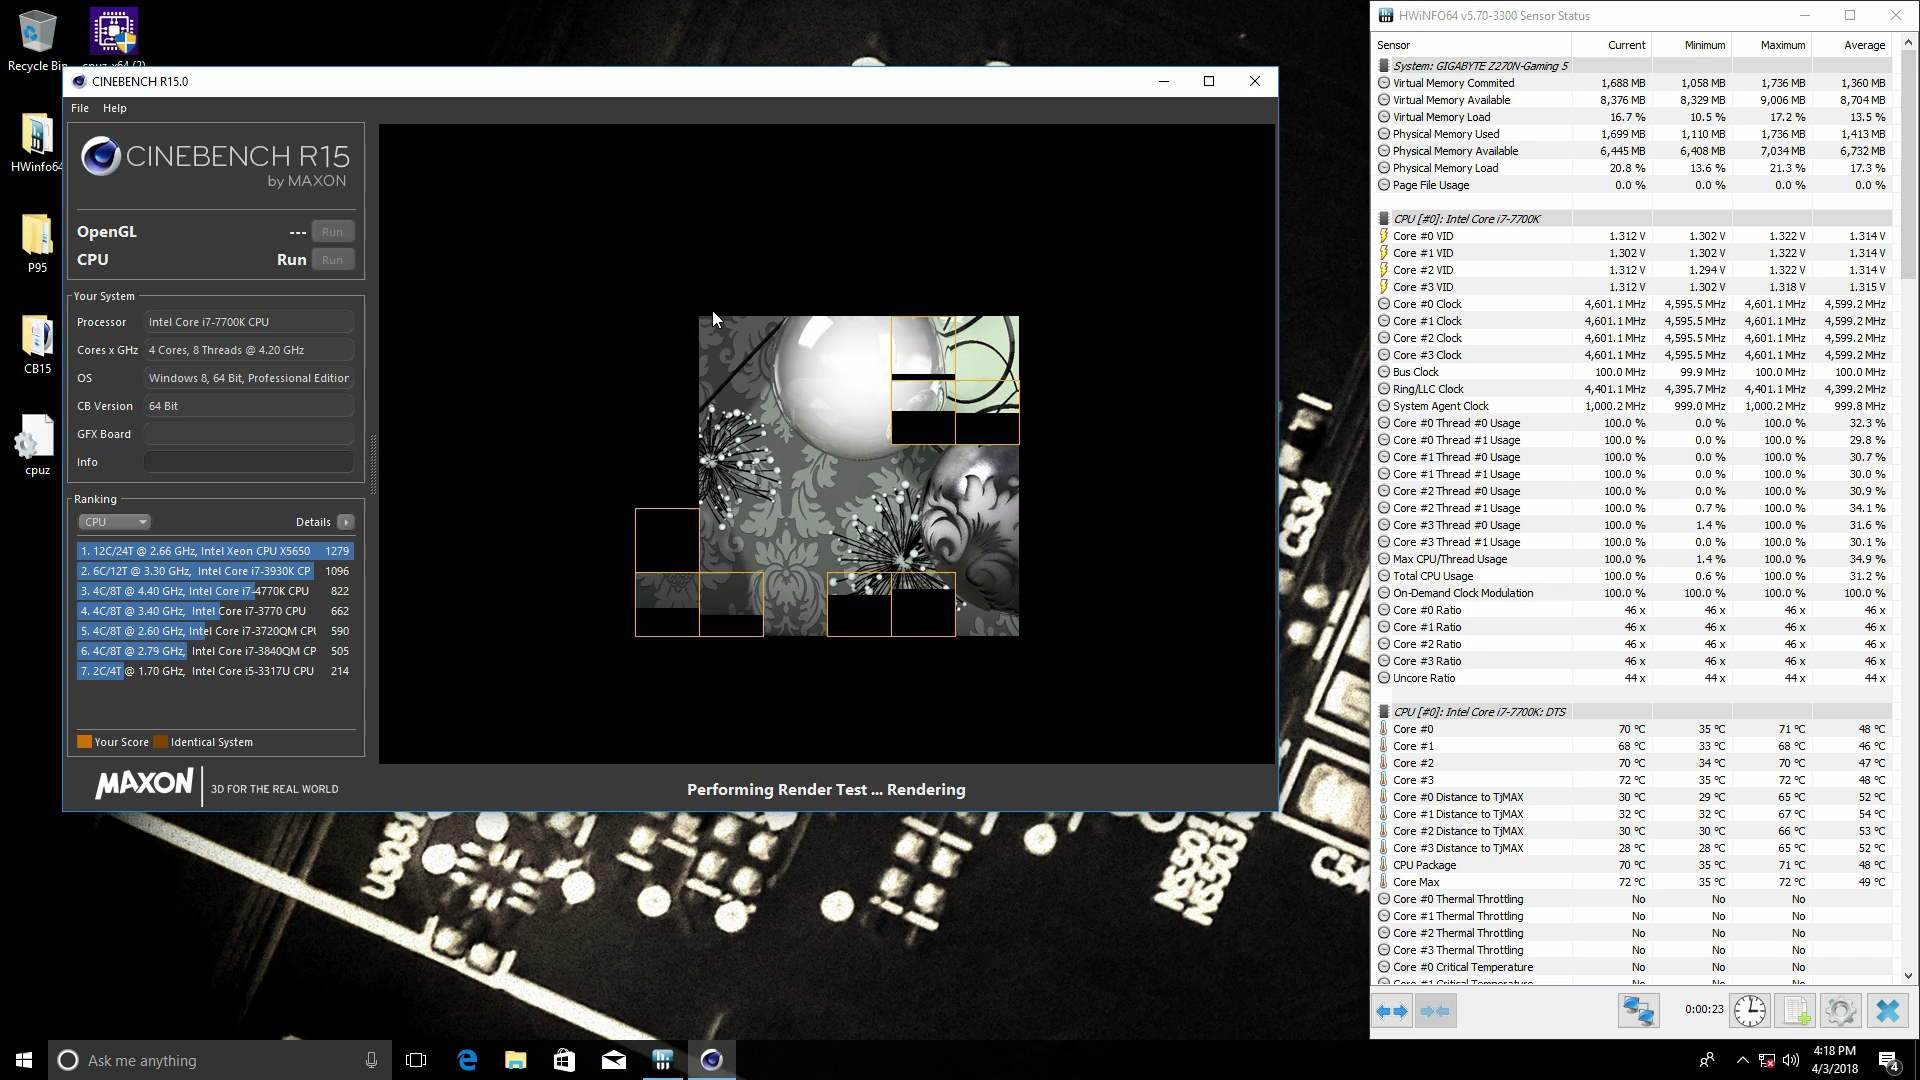 Recycle Bin
HWinfo64
P95
CB15
cpuz
CINEBENCH R15.0
File Help
CINEBENCH R15
by MAXON
OpenGL --- Run
CPU Run Run
Your System
Processor Intel Core i7-7700K CPU
Cores x GHz 4 Cores, 8 Threads @ 4.20 GHz
OS Windows 8, 64 Bit, Professional Edition
CB Version 64 Bit
GFX Board
Info
Ranking
CPU Details
1. 12C/24T @ 2.66 GHz, Intel Xeon CPU X5650 1279
2. 6C/12T @ 3.30 GHz, Intel Core i7-3930K CP 1096
3. 4C/8T @ 4.40 GHz, Intel Core i7-4770K CPU 822
4. 4C/8T @ 3.40 GHz, Intel Core i7-3770 CPU 662
5. 4C/8T @ 2.60 GHz, Intel Core i7-3720QM CPU 590
6. 4C/8T @ 2.79 GHz, Intel Core i7-3840QM CP 505
7. 2C/4T @ 1.70 GHz, Intel Core i5-3317U CPU 214
Your Score Identical System
MAXON 3D FOR THE REAL WORLD
Performing Render Test ... Rendering
HWiNFO64 v5.70-3300 Sensor Status
Sensor Current Minimum Maximum Average
System: GIGABYTE Z270N-Gaming 5
Virtual Memory Commited 1,688 MB 1,058 MB 1,736 MB 1,360 MB
Virtual Memory Available 8,376 MB 8,329 MB 9,006 MB 8,704 MB
Virtual Memory Load 16.7 % 10.5 % 17.2 % 13.5 %
Physical Memory Used 1,699 MB 1,110 MB 1,736 MB 1,413 MB
Physical Memory Available 6,445 MB 6,408 MB 7,034 MB 6,732 MB
Physical Memory Load 20.8 % 13.6 % 21.3 % 17.3 %
Page File Usage 0.0 % 0.0 % 0.0 % 0.0 %
CPU [#0]: Intel Core i7-7700K
Core #0 VID 1.312 V 1.302 V 1.322 V 1.314 V
Core #1 VID 1.302 V 1.302 V 1.322 V 1.314 V
Core #2 VID 1.312 V 1.294 V 1.322 V 1.314 V
Core #3 VID 1.312 V 1.302 V 1.318 V 1.315 V
Core #0 Clock 4,601.1 MHz 4,595.5 MHz 4,601.1 MHz 4,599.2 MHz
Core #1 Clock 4,601.1 MHz 4,595.5 MHz 4,601.1 MHz 4,599.2 MHz
Core #2 Clock 4,601.1 MHz 4,595.5 MHz 4,601.1 MHz 4,599.2 MHz
Core #3 Clock 4,601.1 MHz 4,595.5 MHz 4,601.1 MHz 4,599.2 MHz
Bus Clock 100.0 MHz 99.9 MHz 100.0 MHz 100.0 MHz
Ring/LLC Clock 4,401.1 MHz 4,395.7 MHz 4,401.1 MHz 4,399.2 MHz
System Agent Clock 1,000.2 MHz 999.0 MHz 1,000.2 MHz 999.8 MHz
Core #0 Thread #0 Usage 100.0 % 0.0 % 100.0 % 32.3 %
Core #0 Thread #1 Usage 100.0 % 0.0 % 100.0 % 29.8 %
Core #1 Thread #0 Usage 100.0 % 0.0 % 100.0 % 30.7 %
Core #1 Thread #1 Usage 100.0 % 0.0 % 100.0 % 30.0 %
Core #2 Thread #0 Usage 100.0 % 0.0 % 100.0 % 30.9 %
Core #2 Thread #1 Usage 100.0 % 0.7 % 100.0 % 34.1 %
Core #3 Thread #0 Usage 100.0 % 1.4 % 100.0 % 31.6 %
Core #3 Thread #1 Usage 100.0 % 0.0 % 100.0 % 30.1 %
Max CPU/Thread Usage 100.0 % 1.4 % 100.0 % 34.9 %
Total CPU Usage 100.0 % 0.6 % 100.0 % 31.2 %
On-Demand Clock Modulation 100.0 % 100.0 % 100.0 % 100.0 %
Core #0 Ratio 46 x 46 x 46 x 46 x
Core #1 Ratio 46 x 46 x 46 x 46 x
Core #2 Ratio 46 x 46 x 46 x 46 x
Core #3 Ratio 46 x 46 x 46 x 46 x
Uncore Ratio 44 x 44 x 44 x 44 x
CPU [#0]: Intel Core i7-7700K: DTS
Core #0 70 °C 35 °C 71 °C 48 °C
Core #1 68 °C 33 °C 68 °C 46 °C
Core #2 70 °C 34 °C 70 °C 47 °C
Core #3 72 °C 35 °C 72 °C 48 °C
Core #0 Distance to TjMAX 30 °C 29 °C 65 °C 52 °C
Core #1 Distance to TjMAX 32 °C 32 °C 67 °C 54 °C
Core #2 Distance to TjMAX 30 °C 30 °C 66 °C 53 °C
Core #3 Distance to TjMAX 28 °C 28 °C 65 °C 52 °C
CPU Package 70 °C 35 °C 71 °C 48 °C
Core Max 72 °C 35 °C 72 °C 49 °C
Core #0 Thermal Throttling No No No
Core #1 Thermal Throttling No No No
Core #2 Thermal Throttling No No No
Core #3 Thermal Throttling No No No
Core #0 Critical Temperature No No No
Core #1 Critical Temperature No No No
0:00:23
Ask me anything
4:18 PM
4/3/2018
4